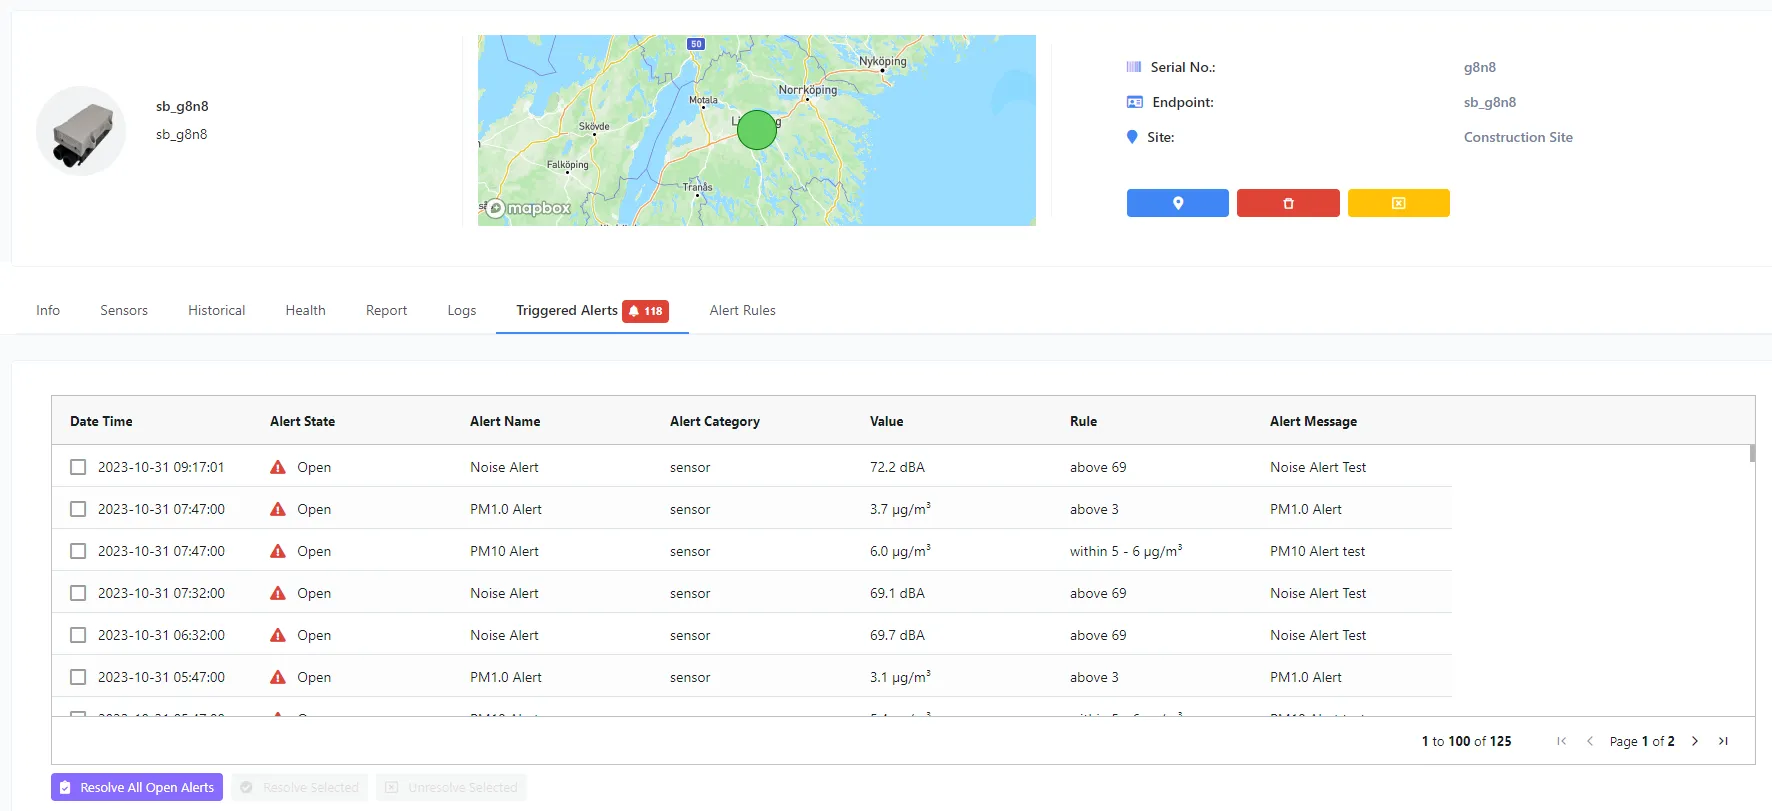 sb_g8n8
sb_g8n8
50
Nyköping
Norrköping
Motala
Skövde
Falköping
Tranås
mapbox
Serial No.: g8n8
Endpoint: sb_g8n8
Site: Construction Site
Info Sensors Historical Health Report Logs Triggered Alerts 118 Alert Rules
Date Time Alert State Alert Name Alert Category Value Rule Alert Message
2023-10-31 09:17:01 Open Noise Alert sensor 72.2 dBA above 69 Noise Alert Test
2023-10-31 07:47:00 Open PM1.0 Alert sensor 3.7 µg/m³ above 3 PM1.0 Alert
2023-10-31 07:47:00 Open PM10 Alert sensor 6.0 µg/m³ within 5 - 6 µg/m³ PM10 Alert test
2023-10-31 07:32:00 Open Noise Alert sensor 69.1 dBA above 69 Noise Alert Test
2023-10-31 06:32:00 Open Noise Alert sensor 69.7 dBA above 69 Noise Alert Test
2023-10-31 05:47:00 Open PM1.0 Alert sensor 3.1 µg/m³ above 3 PM1.0 Alert
1 to 100 of 125 Page 1 of 2
Resolve All Open Alerts Resolve Selected Unresolve Selected